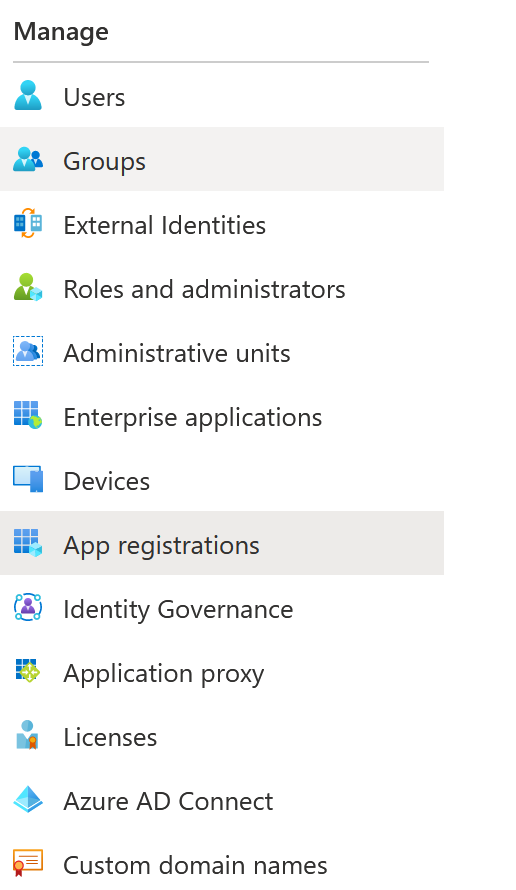 Manage
Users
Groups
External Identities
Roles and administrators
Administrative units
Enterprise applications
Devices
App registrations
Identity Governance
Application proxy
Licenses
Azure AD Connect
Custom domain names